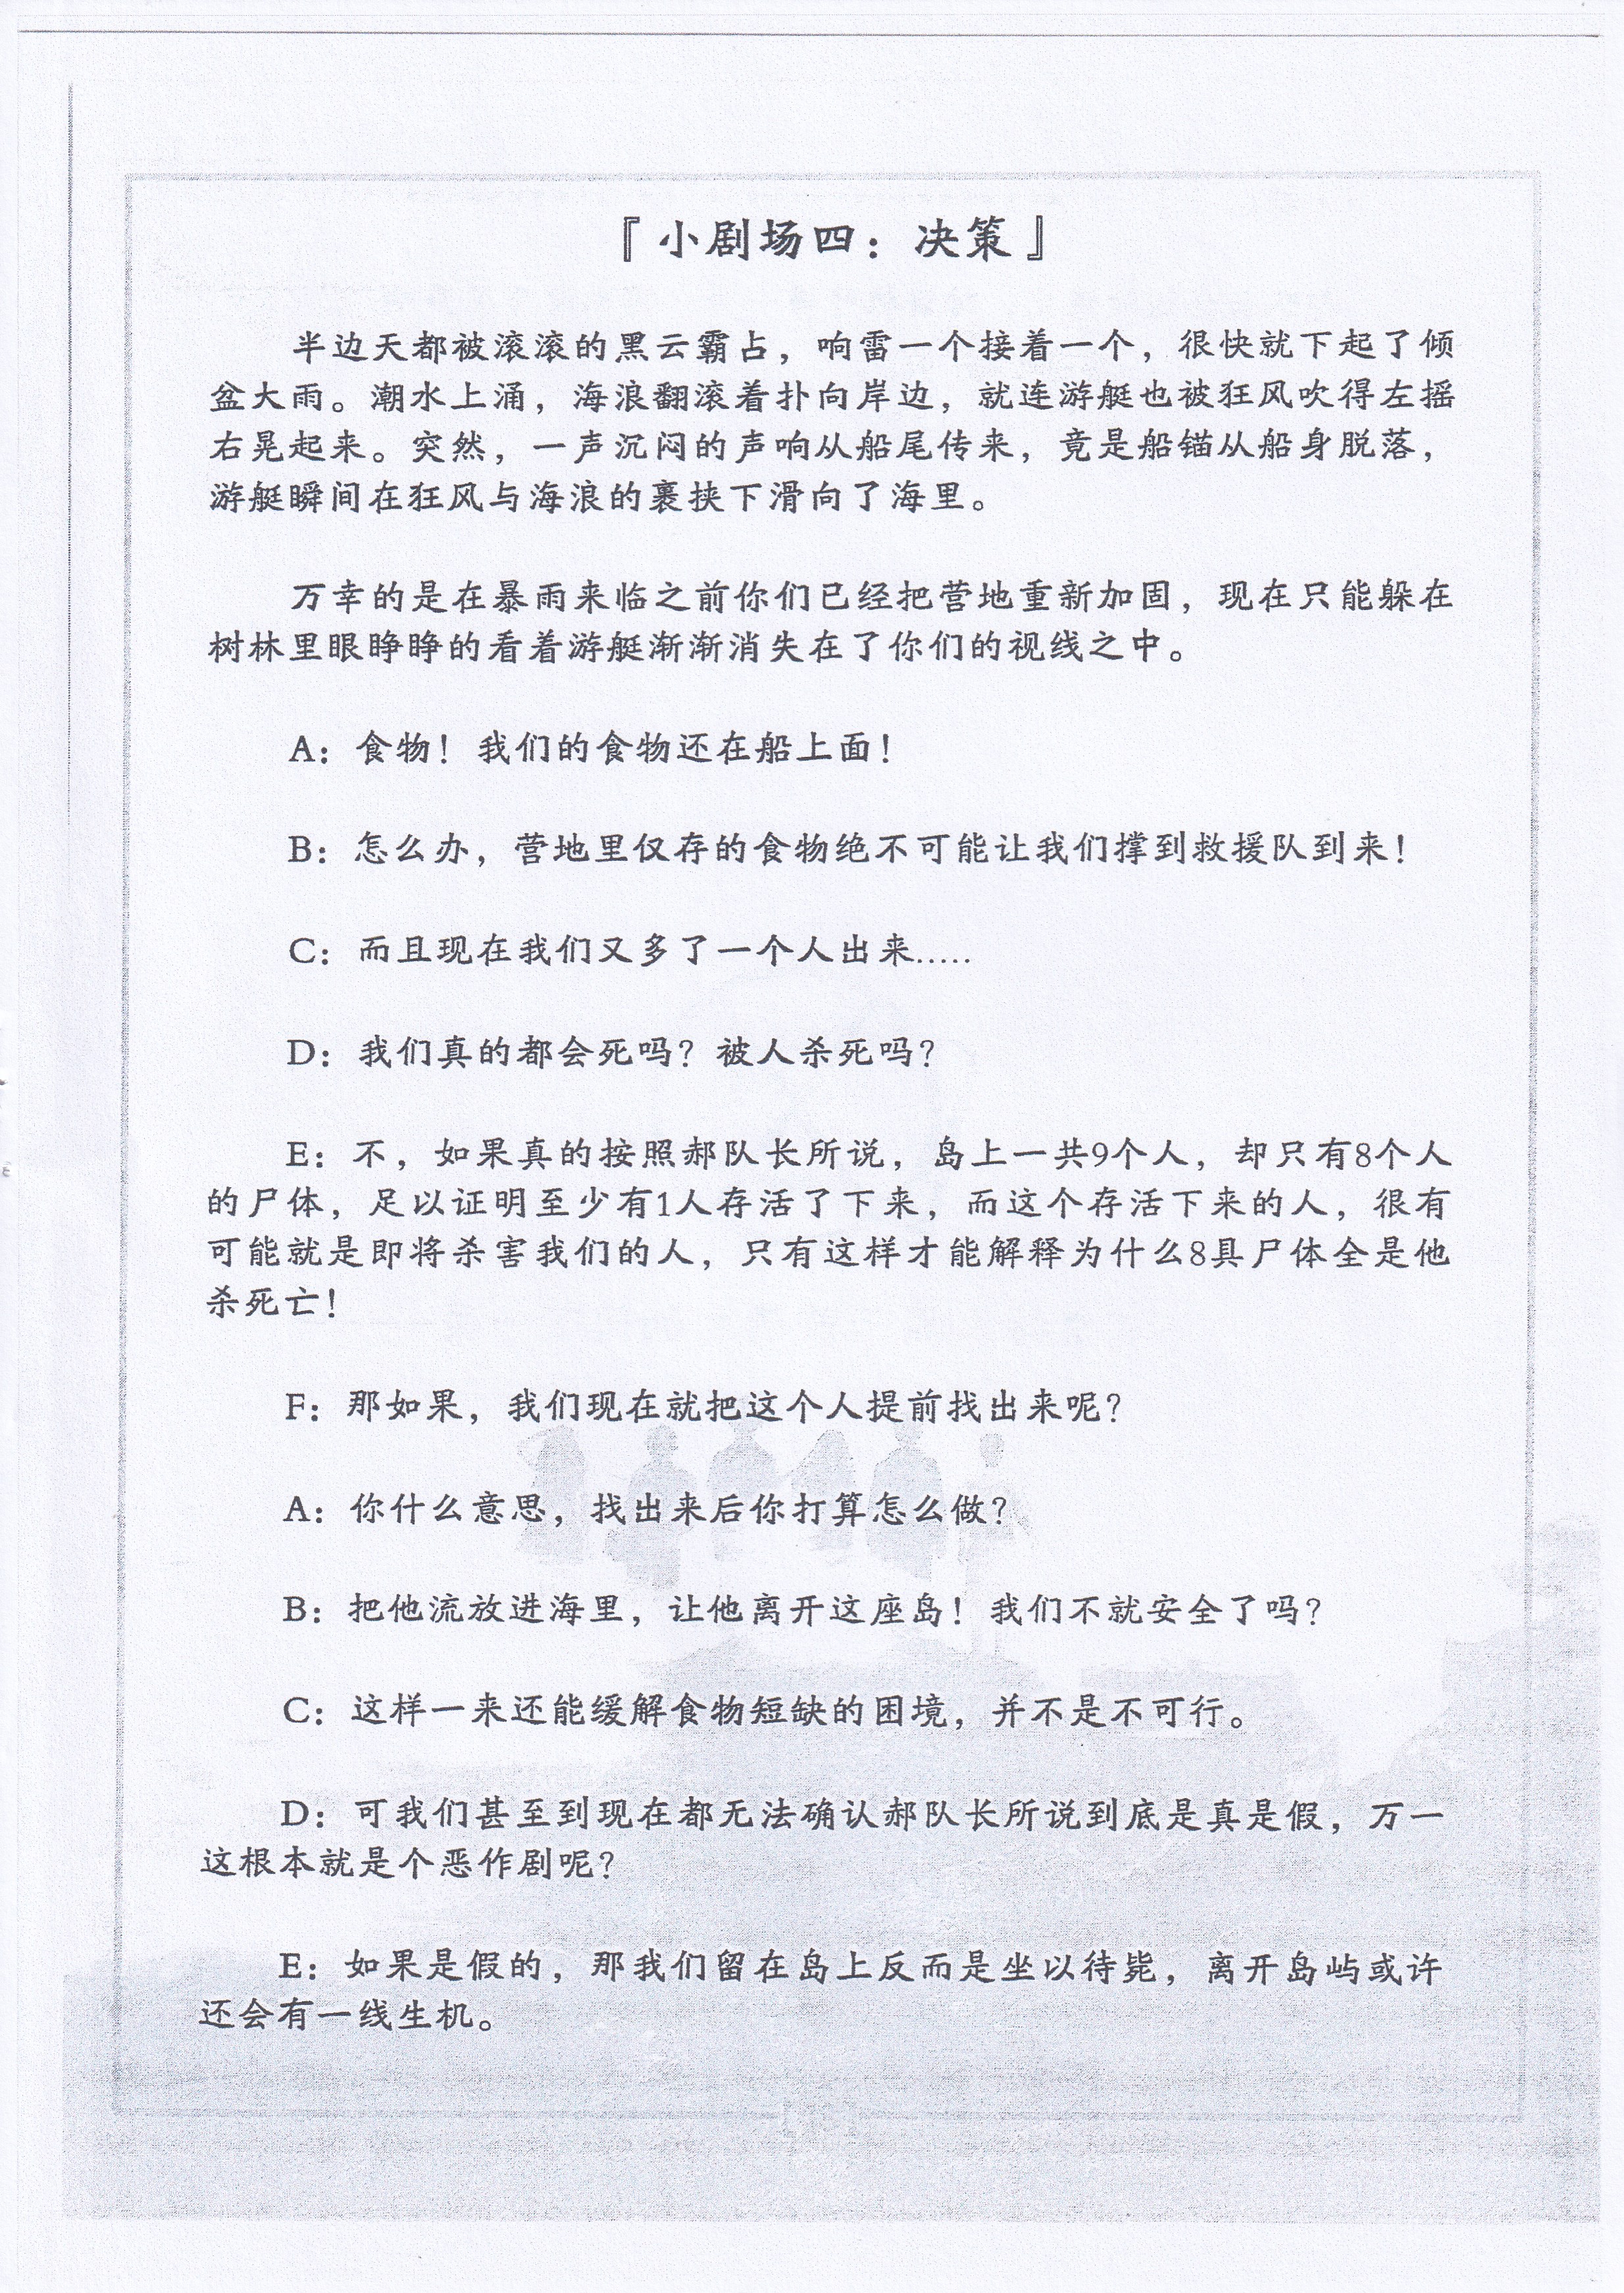 『小剧场四：决策』
半边天都被滚滚的黑云霸占，响雷一个接着一个，很快就下起了倾
盆大雨。潮水上涌，海浪翻滚着扑向岸边，就连游艇也被狂风吹得左摇
右晃起来。突然，一声沉闷的声响从船尾传来，竟是船锚从船身脱落，
游艇瞬间在狂风与海浪的裹挟下滑向了海里。
万幸的是在暴雨来临之前你们已经把营地重新加固，现在只能躲在
树林里眼睁睁的看着游艇渐渐消失在了你们的视线之中。
A：食物！我们的食物还在船上面！
B：怎么办，营地里仅存的食物绝不可能让我们撑到救援队到来！
C：而且现在我们又多了一个人出来.....
D：我们真的都会死吗？被人杀死吗？
E：不，如果真的按照郝队长所说，岛上一共9个人，却只有8个人
的尸体，足以证明至少有1人存活了下来，而这个存活下来的人，很有
可能就是即将杀害我们的人，只有这样才能解释为什么8具尸体全是他
杀死亡！
F：那如果，我们现在就把这个人提前找出来呢？
A：你什么意思，找出来后你打算怎么做？
B：把他流放进海里，让他离开这座岛！我们不就安全了吗？
C：这样一来还能缓解食物短缺的困境，并不是不可行。
D：可我们甚至到现在都无法确认郝队长所说到底是真是假，万一
这根本就是个恶作剧呢？
E：如果是假的，那我们留在岛上反而是坐以待毙，离开岛屿或许
还会有一线生机。